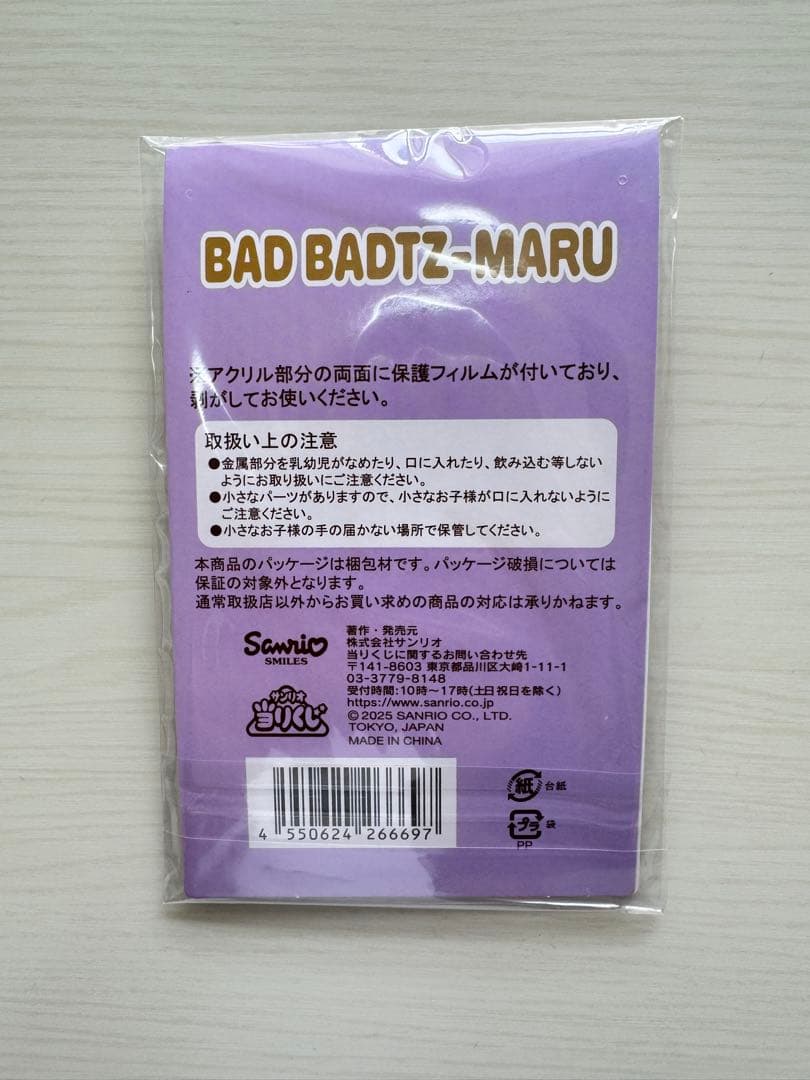 BAD BADTZ-MARU
※アクリル部分の両面に保護フィルムが付いており、
剥がしてお使いください。
取扱い上の注意
●金属部分を乳幼児がなめたり、口に入れたり、飲み込む等しない
ようにお取り扱いにご注意ください。
●小さなパーツがありますので、小さなお子様が口に入れないように
ご注意ください。
●小さなお子様の手の届かない場所で保管してください。
本商品のパッケージは梱包材です。パッケージ破損については
保証の対象外となります。
通常取扱店以外からお買い求めの商品の対応は承りかねます。
Sanrio
SMILES
サンリオ
当りくじ
著作・発売元
株式会社サンリオ
当りくじに関するお問い合わせ先
〒141-8603 東京都品川区大崎1-11-1
03-3779-8148
受付時間:10時～17時(土日祝日を除く)
https://www.sanrio.co.jp
© 2025 SANRIO CO., LTD.
TOKYO, JAPAN
MADE IN CHINA
4 550624 266697
紙 台紙
プラ 袋
PP